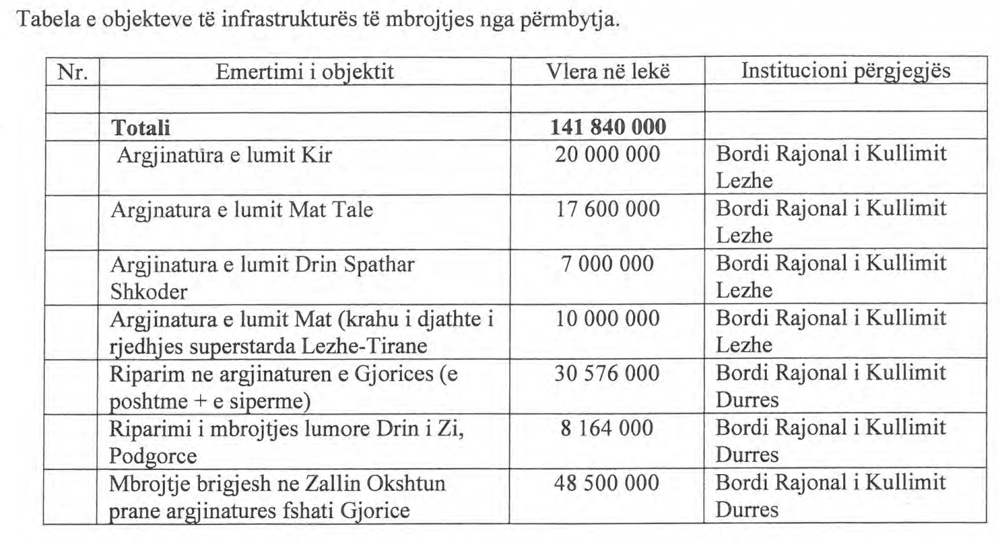 Tabela e objekteve të infrastrukturës të mbrojtjes nga përmbytja.
Nr. Emertimi i objektit Vlera në lekë Institucioni përgjegjës
Totali 141 840 000
Argjinatura e lumit Kir 20 000 000 Bordi Rajonal i Kullimit
Lezhe
Argjnatura e lumit Mat Tale 17 600 000 Bordi Rajonal i Kullimit
Lezhe
Argjinatura e lumit Drin Spathar 7 000 000 Bordi Rajonal i Kullimit
Shkoder Lezhe
Argjinatura e lumit Mat (krahu i djathte i 10 000 000 Bordi Rajonal i Kullimit
rjedhjes superstarda Lezhe-Tirane Lezhe
Riparim ne argjinaturen e Gjorices (e 30 576 000 Bordi Rajonal i Kullimit
poshtme + e siperme) Durres
Riparimi i mbrojtjes lumore Drin i Zi, 8 164 000 Bordi Rajonal i Kullimit
Podgorce Durres
Mbrojtje brigjesh ne Zallin Okshtun 48 500 000 Bordi Rajonal i Kullimit
prane argjinatures fshati Gjorice Durres